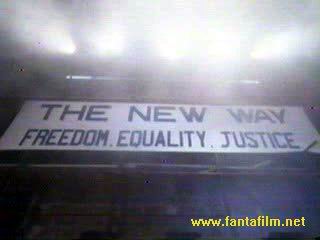 THE NEW WAY
FREEDOM. EQUALITY. JUSTICE
www.fantafilm.net